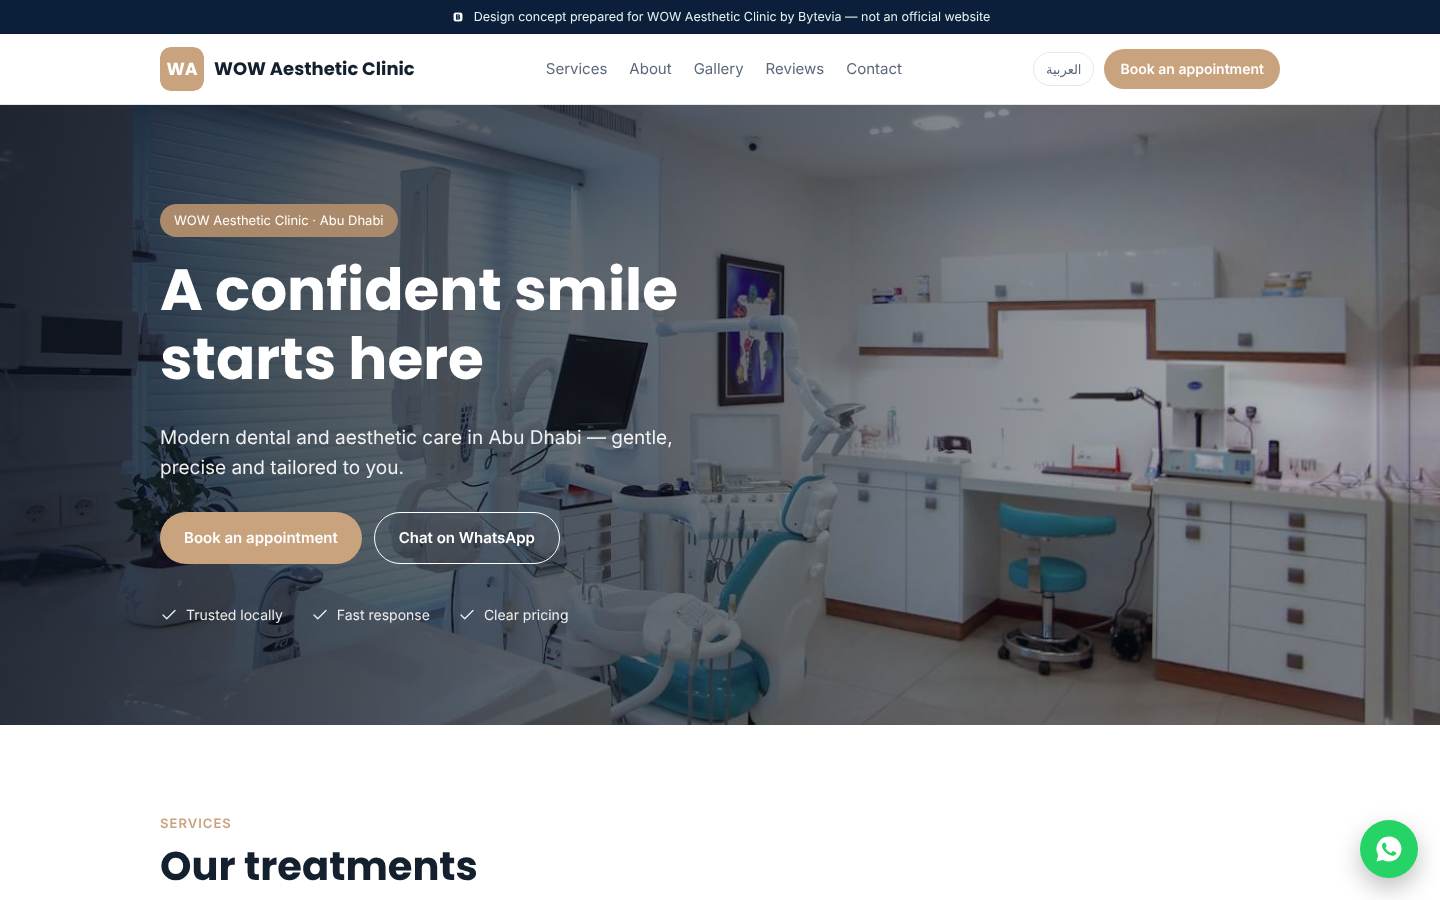 Design concept prepared for WOW Aesthetic Clinic by Bytevia — not an official website
WA
WOW Aesthetic Clinic
Services
About
Gallery
Reviews
Contact
العربية
Book an appointment
WOW Aesthetic Clinic · Abu Dhabi
A confident smile
starts here
Modern dental and aesthetic care in Abu Dhabi — gentle,
precise and tailored to you.
Book an appointment
Chat on WhatsApp
Trusted locally
Fast response
Clear pricing
SERVICES
Our treatments